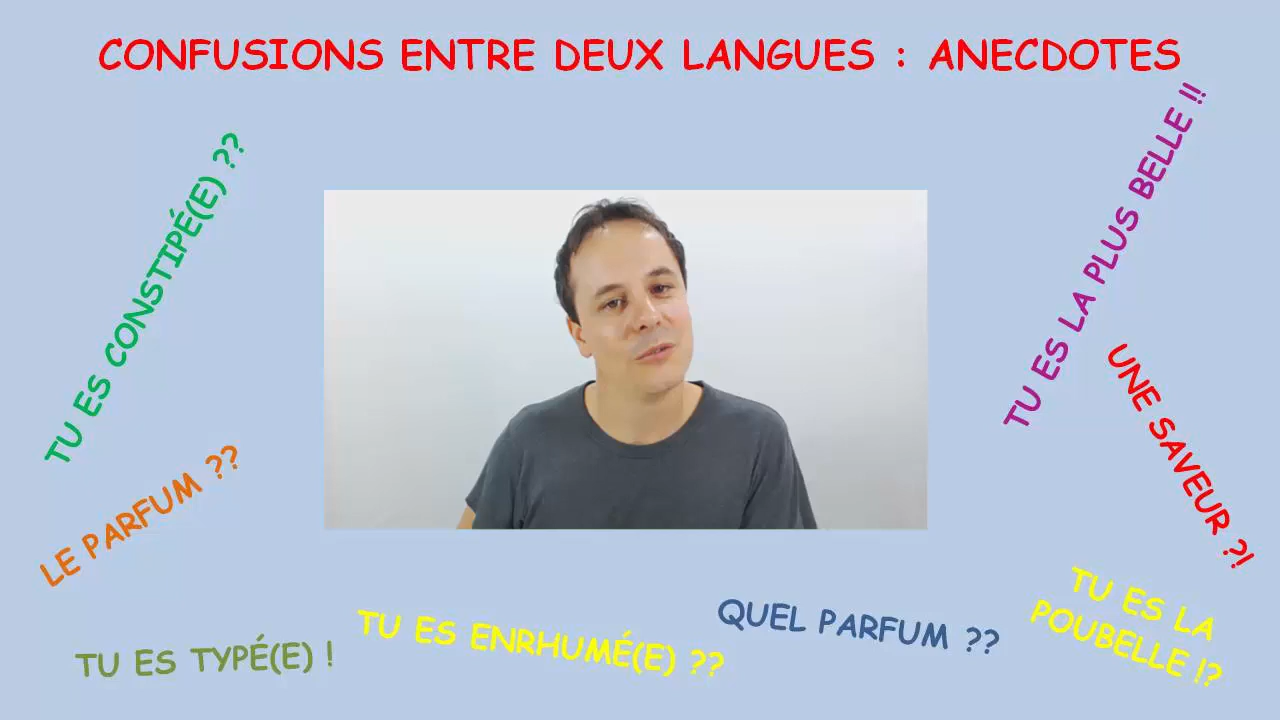 CONFUSIONS ENTRE DEUX LANGUES : ANECDOTES
TU ES CONSTIPÉ(E) ??
TU ES LA PLUS BELLE !!
UNE SAVEUR ?!
LE PARFUM ??
TU ES TYPÉ(E) !
TU ES ENRHUMÉ(E) ??
QUEL PARFUM ??
TU ES LA
POUBELLE !?